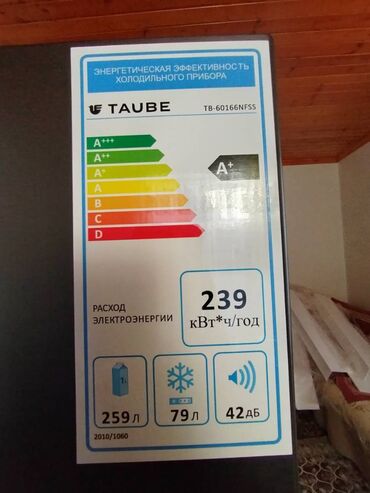 ЭНЕРГЕТИЧЕСКАЯ ЭФФЕКТИВНОСТЬ
ХОЛОДИЛЬНОГО ПРИБОРА
TAUBE TB-60166NFSS
A+++
A++
A+ A+
A
B
C
D
РАСХОД
ЭЛЕКТРОЭНЕРГИИ
239
кВт*ч/год
259 л 79 л 42 дБ
2010/1060